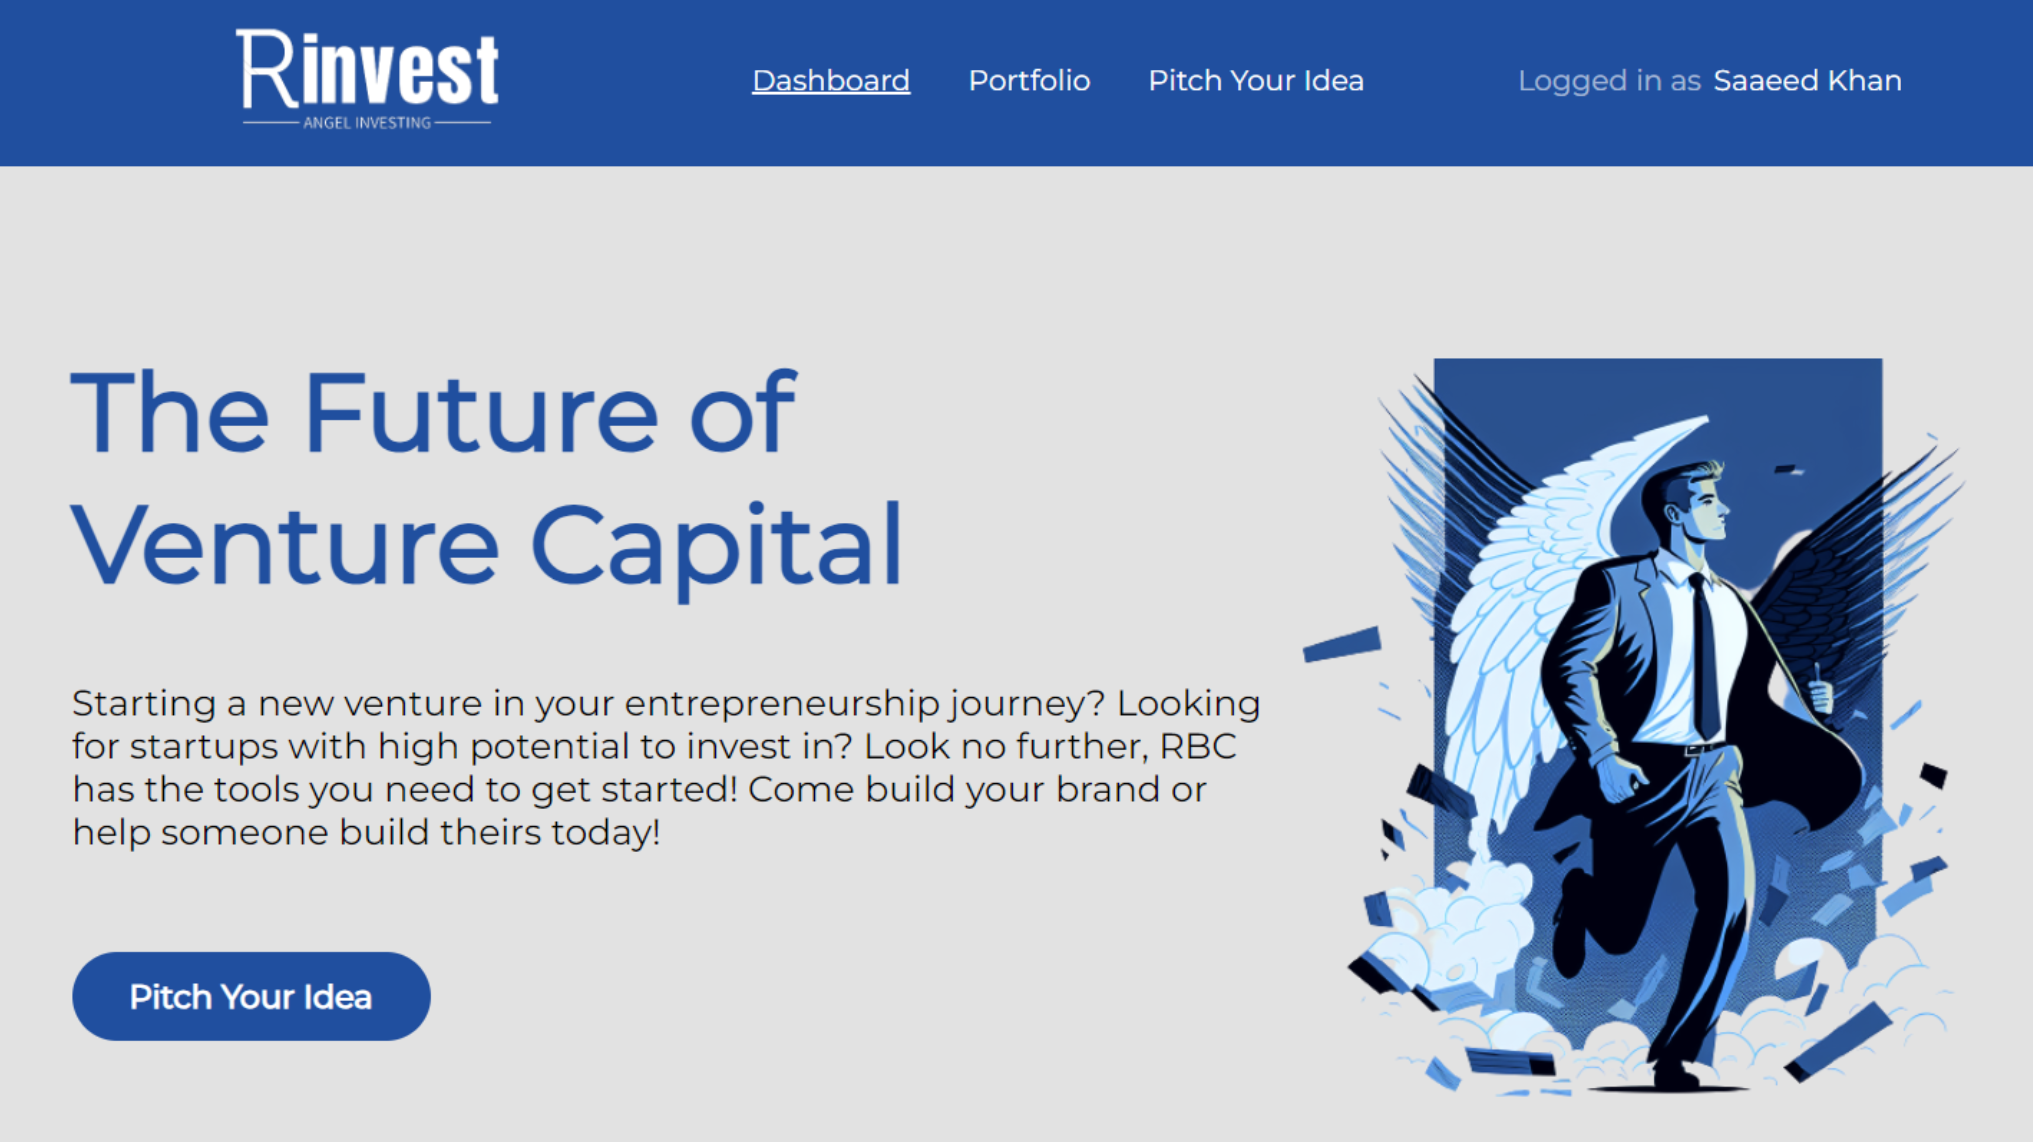 Rinvest
ANGEL INVESTING
Dashboard
Portfolio
Pitch Your Idea
Logged in as Saaeed Khan
The Future of
Venture Capital
Starting a new venture in your entrepreneurship journey? Looking
for startups with high potential to invest in? Look no further, RBC
has the tools you need to get started! Come build your brand or
help someone build theirs today!
Pitch Your Idea